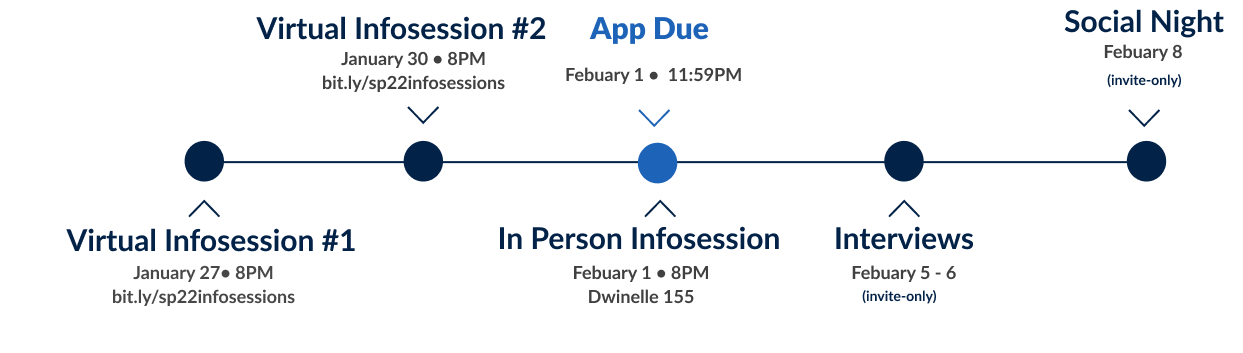 Virtual Infosession #2
January 30 • 8PM
bit.ly/sp22infosessions
App Due
Febuary 1 • 11:59PM
Social Night
Febuary 8
(invite-only)
Virtual Infosession #1
January 27• 8PM
bit.ly/sp22infosessions
In Person Infosession
Febuary 1 • 8PM
Dwinelle 155
Interviews
Febuary 5 - 6
(invite-only)